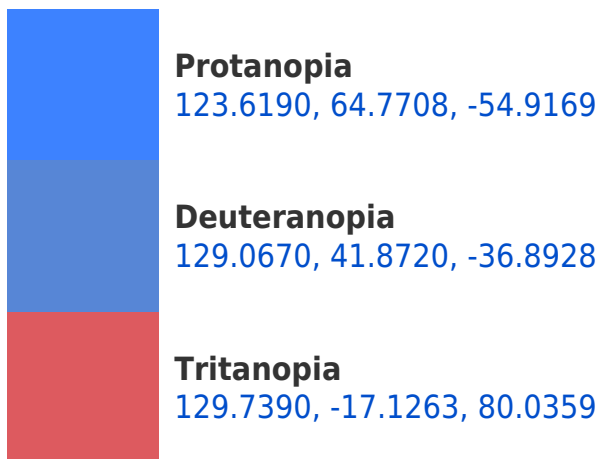 Protanopia
123.6190, 64.7708, -54.9169
Deuteranopia
129.0670, 41.8720, -36.8928
Tritanopia
129.7390, -17.1263, 80.0359